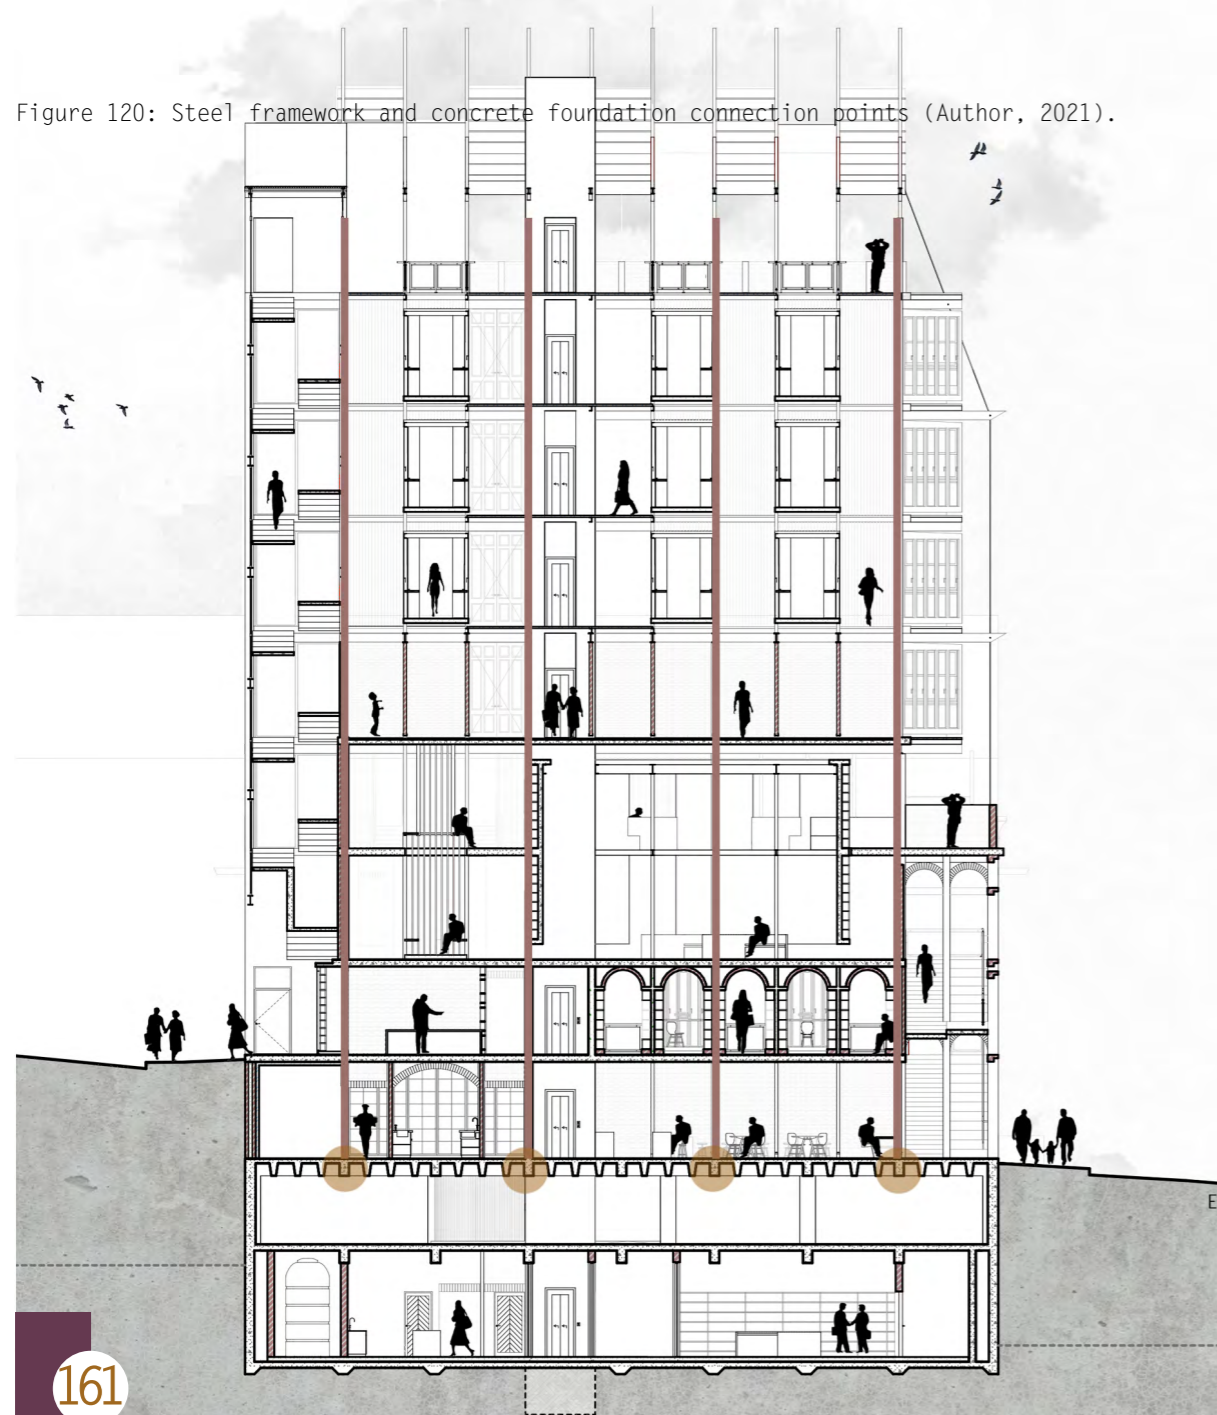 Figure 120: Steel framework and concrete foundation connection points (Author, 2021).
E
161